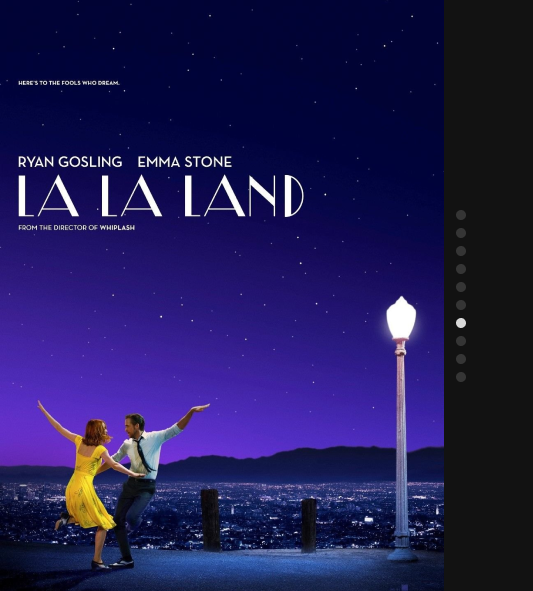 HERE'S TO THE FOOLS WHO DREAM.
RYAN GOSLING EMMA STONE
LA LA LAND
FROM THE DIRECTOR OF WHIPLASH